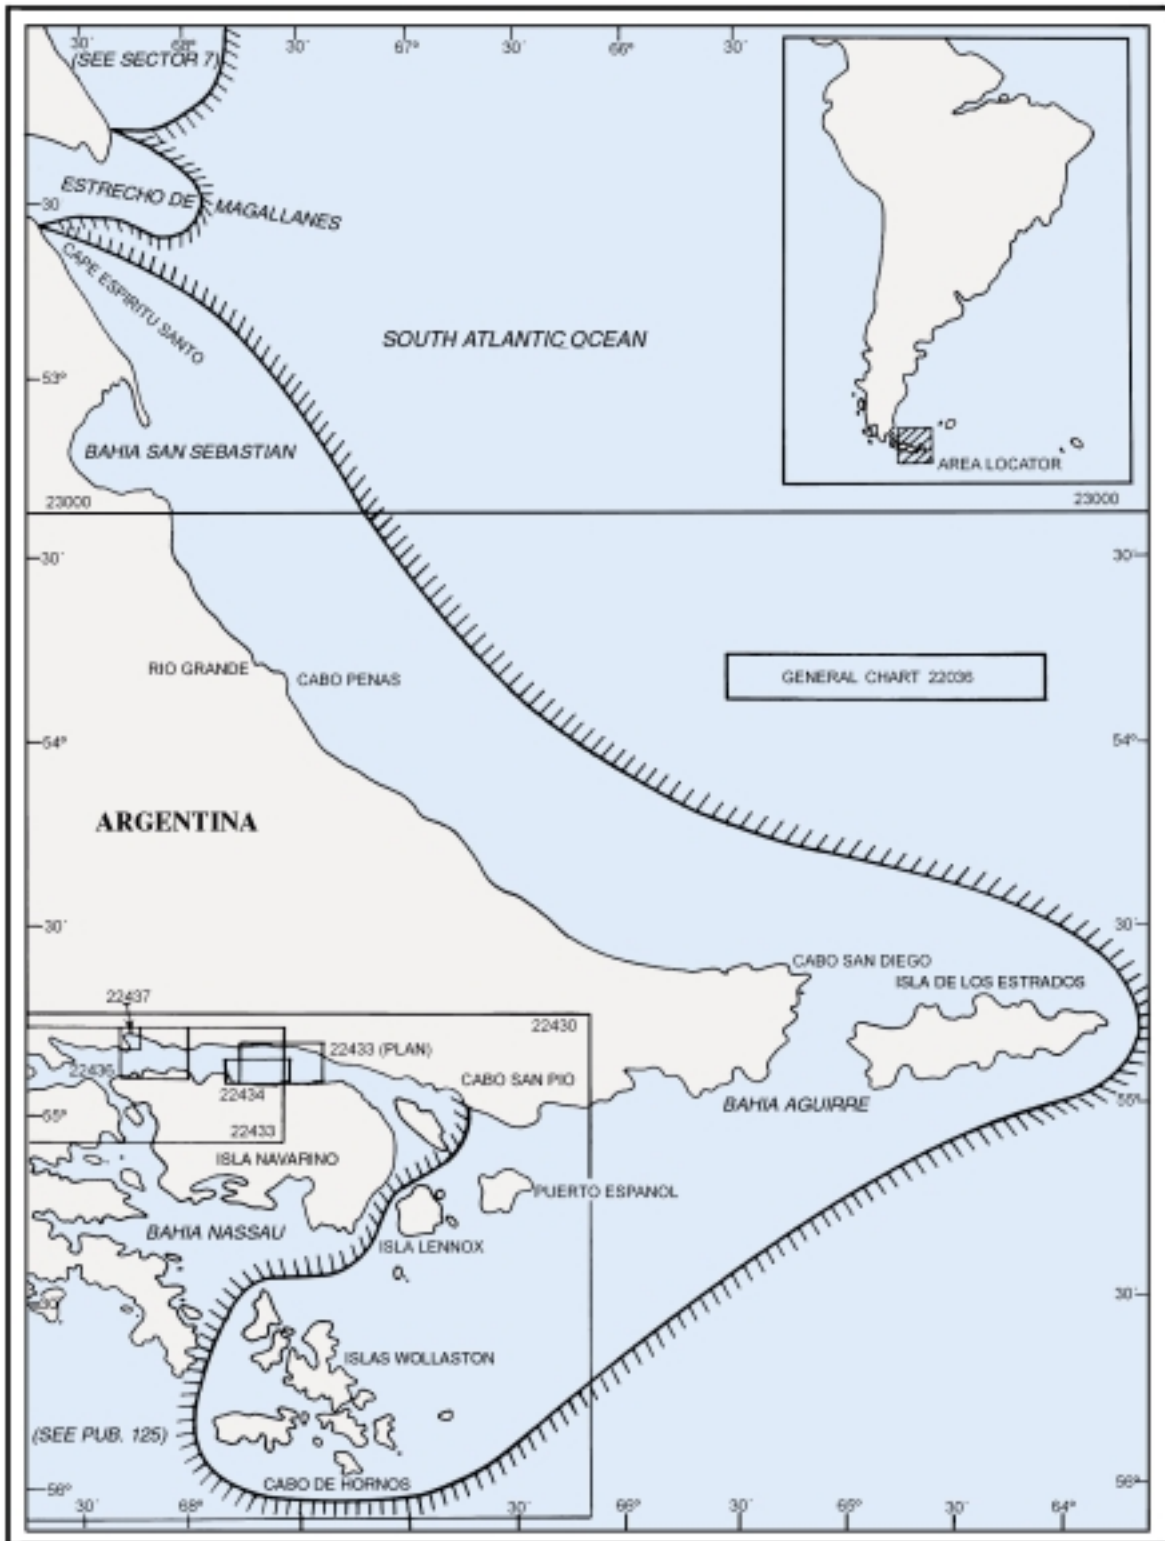 30´ 68° 30´ 67° 30´ 66° 30´
(SEE SECTOR 7)
ESTRECHO DE MAGALLANES
30´
CAPE ESPIRITU SANTO
SOUTH ATLANTIC OCEAN
53°
BAHIA SAN SEBASTIAN
AREA LOCATOR
23000
23000
30´
30´
RIO GRANDE
CABO PENAS
GENERAL CHART 22036
54°
54°
ARGENTINA
30´
30´
CABO SAN DIEGO
ISLA DE LOS ESTRADOS
22437
22430
22433 (PLAN)
22436
CABO SAN PIO
22434
BAHIA AGUIRRE
55°
55°
22433
ISLA NAVARINO
PUERTO ESPANOL
BAHIA NASSAU
ISLA LENNOX
30´
30´
ISLAS WOLLASTON
(SEE PUB. 125)
CABO DE HORNOS
56°
56°
30´ 68° 30´ 66° 30´ 65° 30´ 64°